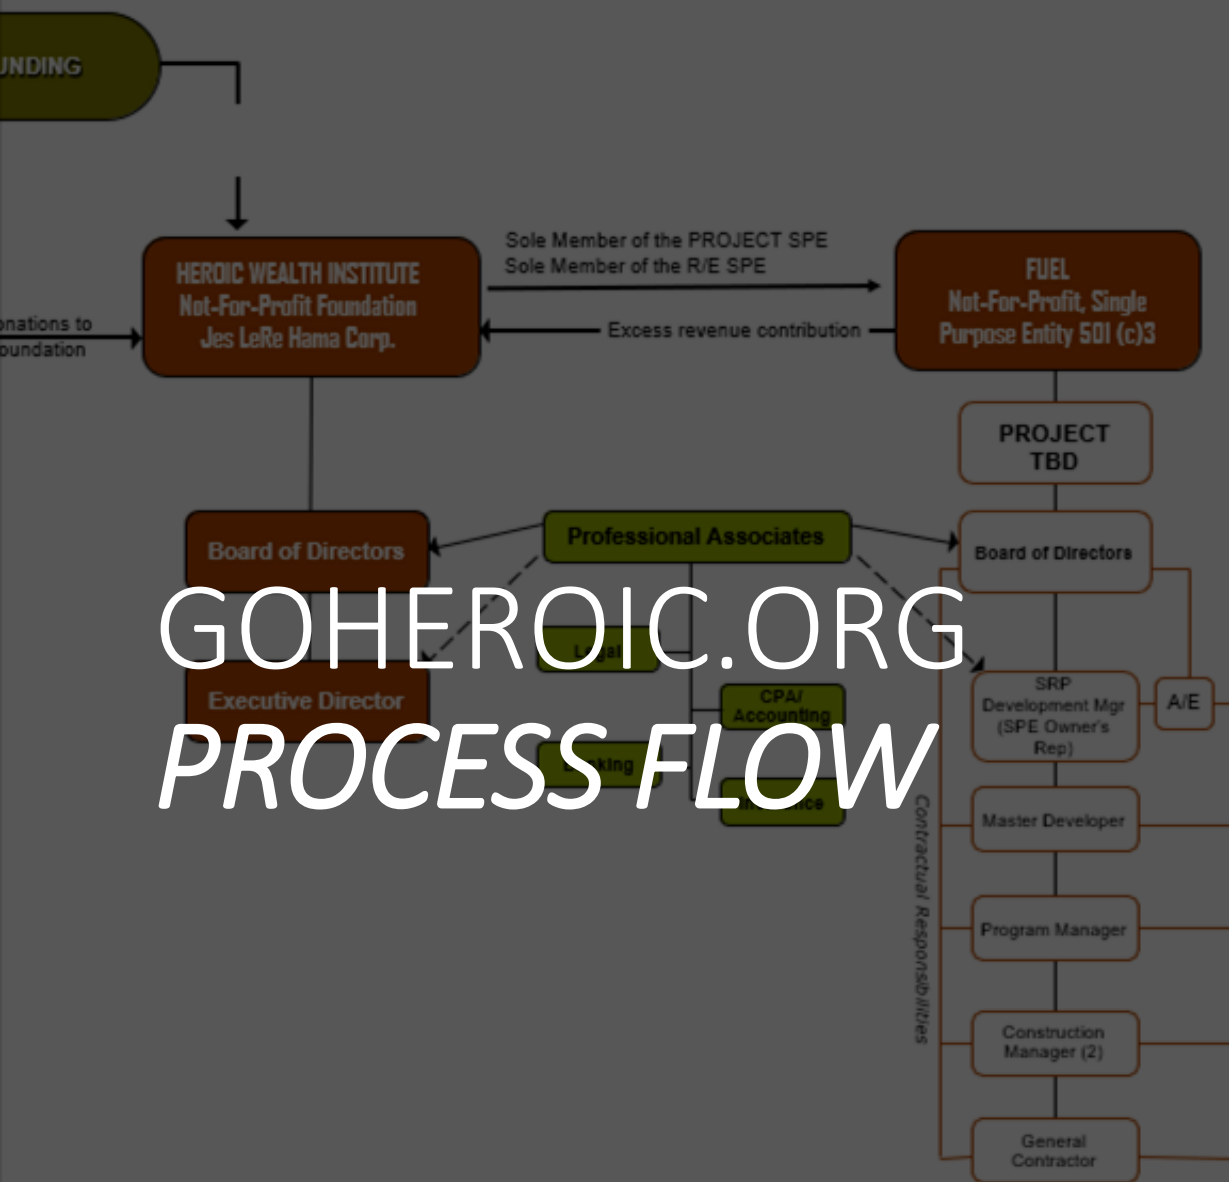 UNDING
Sole Member of the PROJECT SPE
Sole Member of the R/E SPE
HEROIC WEALTH INSTITUTE
Not-For-Profit Foundation
Jes LeRe Hama Corp.
FUEL
Not-For-Profit, Single
Purpose Entity 501 (c)3
onations to
oundation
Excess revenue contribution
PROJECT
TBD
Board of Directors
Professional Associates
Board of Directors
GOHEROIC.ORG
Legal
Executive Director
CPA/
Accounting
SRP
Development Mgr
(SPE Owner's
Rep)
A/E
PROCESS FLOW
Contractual Responsibilities
Master Developer
Program Manager
Construction
Manager (2)
General
Contractor